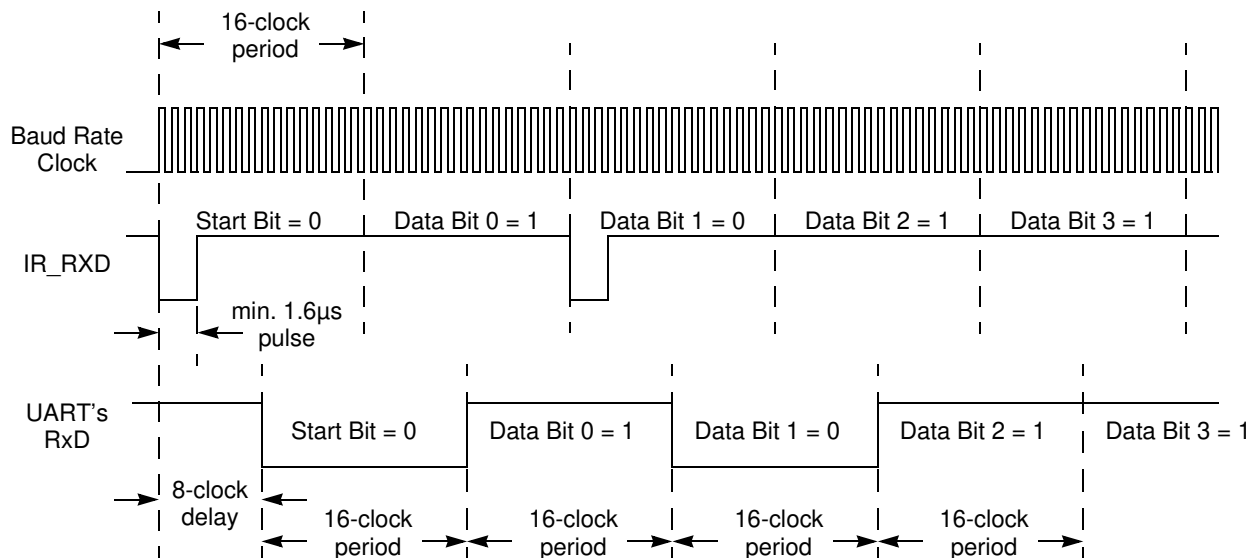 16-clock
period
Baud Rate
Clock
Start Bit = 0
Data Bit 0 = 1
Data Bit 1 = 0
Data Bit 2 = 1
Data Bit 3 = 1
IR_RXD
min. 1.6μs
pulse
UART's
RxD
Start Bit = 0
Data Bit 0 = 1
Data Bit 1 = 0
Data Bit 2 = 1
Data Bit 3 = 1
8-clock
delay
16-clock
period
16-clock
period
16-clock
period
16-clock
period